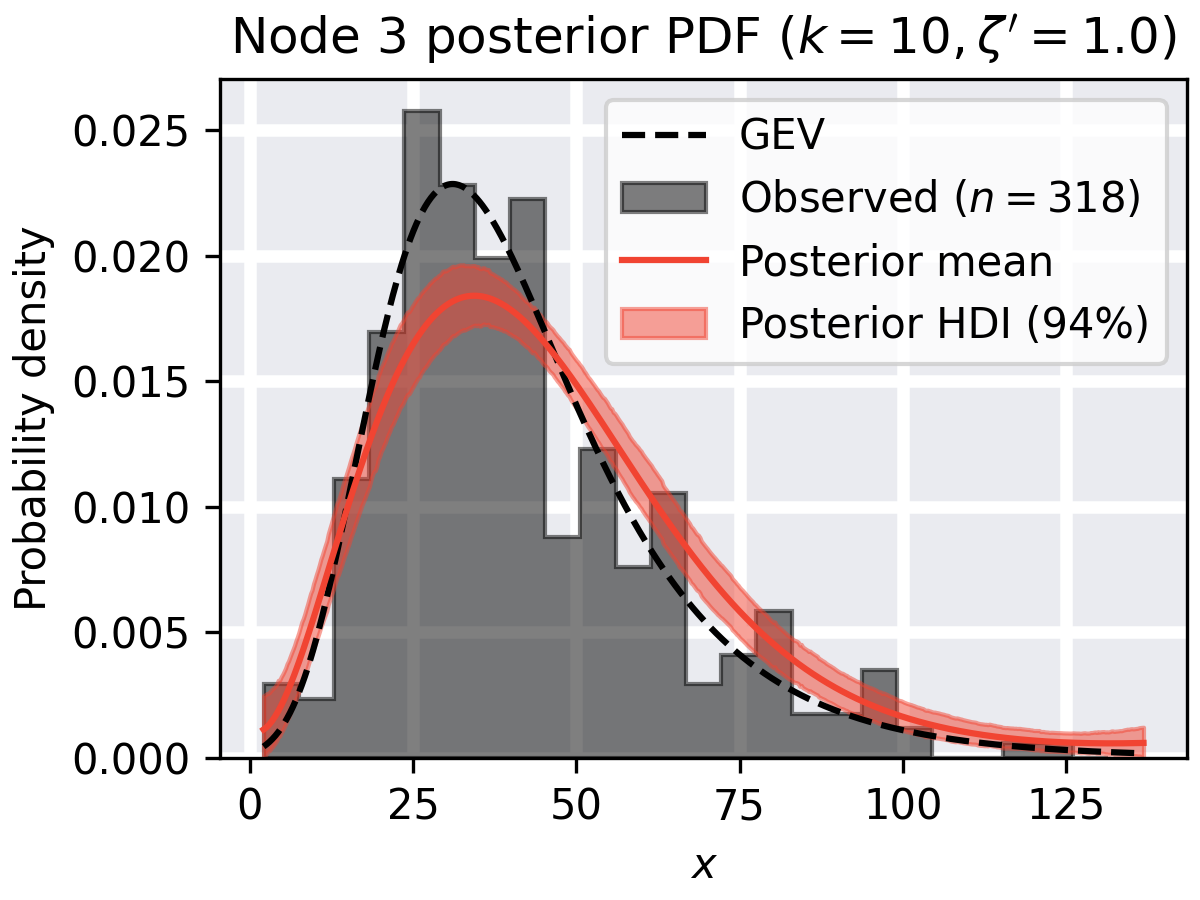 Node 3 posterior PDF (k = 10, ζ′ = 1.0)
Probability density
0.025
0.020
0.015
0.010
0.005
0.000
GEV
Observed (n = 318)
Posterior mean
Posterior HDI (94%)
0 25 50 75 100 125
x